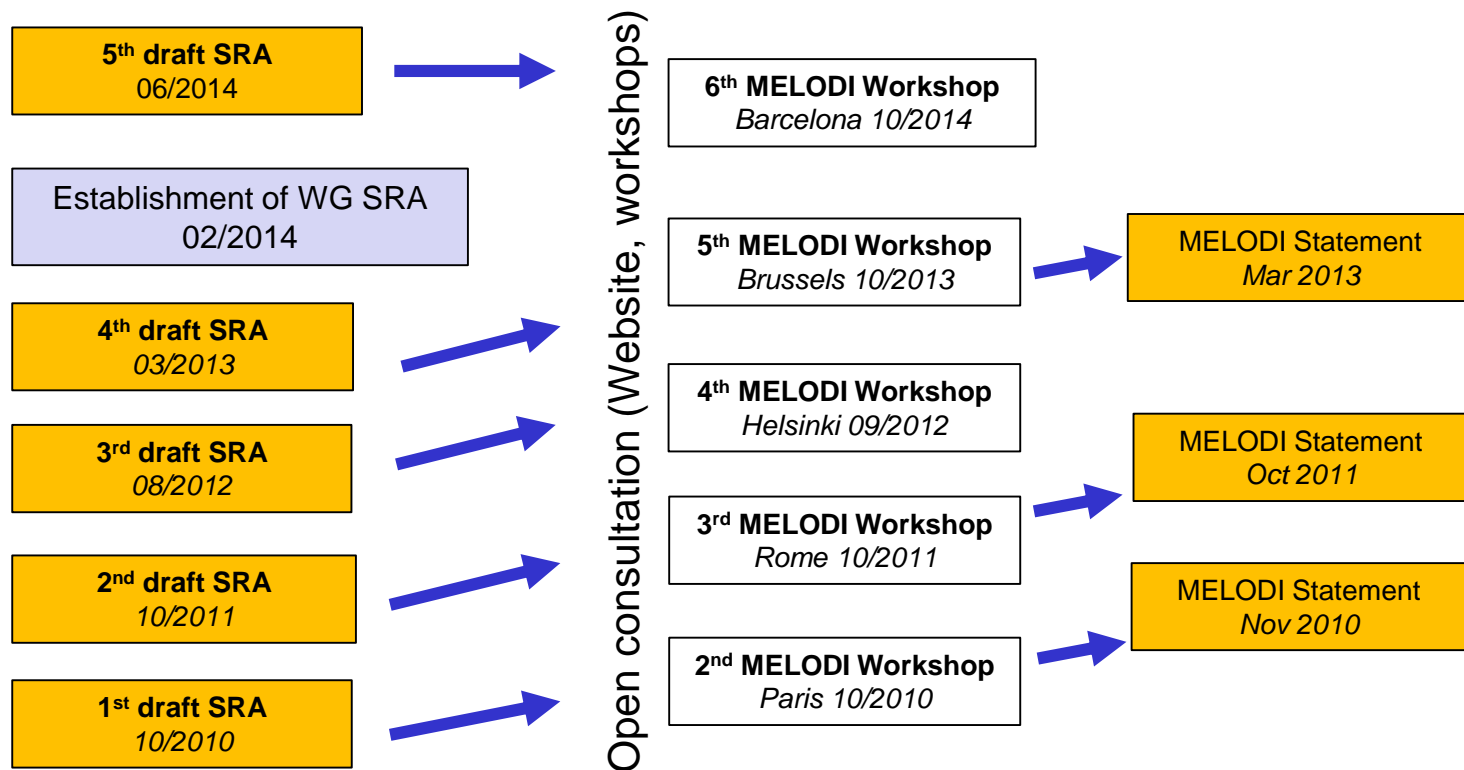 5th draft SRA
06/2014
Establishment of WG SRA
02/2014
4th draft SRA
03/2013
3rd draft SRA
08/2012
2nd draft SRA
10/2011
1st draft SRA
10/2010
Open consultation (Website, workshops)
6th MELODI Workshop
Barcelona 10/2014
5th MELODI Workshop
Brussels 10/2013
4th MELODI Workshop
Helsinki 09/2012
3rd MELODI Workshop
Rome 10/2011
2nd MELODI Workshop
Paris 10/2010
MELODI Statement
Mar 2013
MELODI Statement
Oct 2011
MELODI Statement
Nov 2010